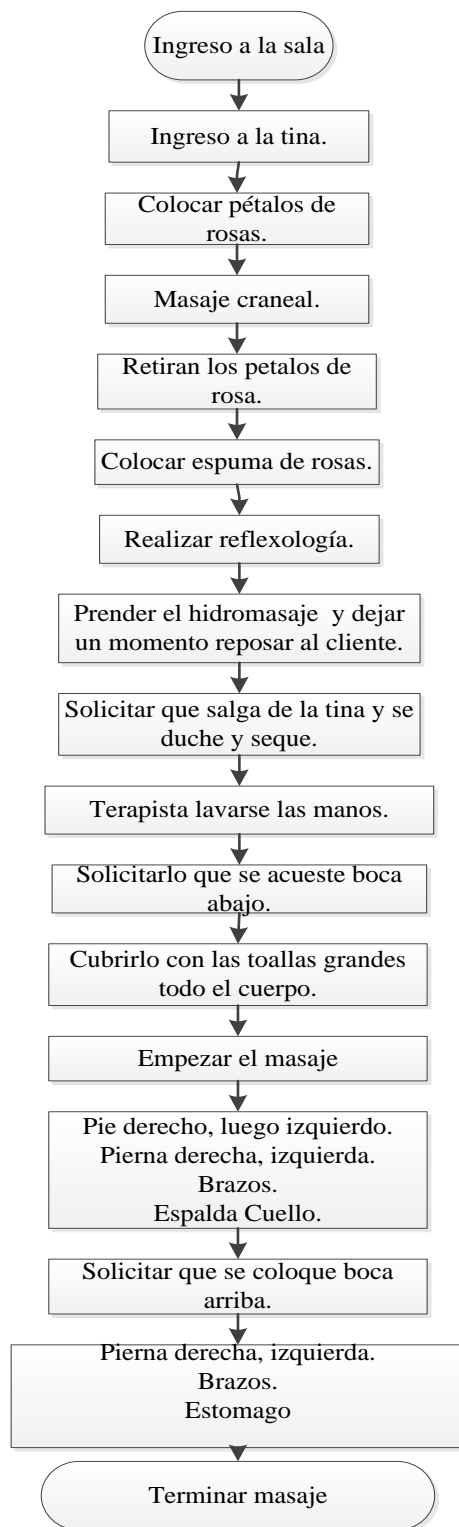 Ingreso a la sala
Ingreso a la tina.
Colocar pétalos de
rosas.
Masaje craneal.
Retiran los petalos de
rosa.
Colocar espuma de rosas.
Realizar reflexología.
Prender el hidromasaje y dejar
un momento reposar al cliente.
Solicitar que salga de la tina y se
duche y seque.
Terapista lavarse las manos.
Solicitarlo que se acueste boca
abajo.
Cubrirlo con las toallas grandes
todo el cuerpo.
Empezar el masaje
Pie derecho, luego izquierdo.
Pierna derecha, izquierda.
Brazos.
Espalda Cuello.
Solicitar que se coloque boca
arriba.
Pierna derecha, izquierda.
Brazos.
Estomago
Terminar masaje